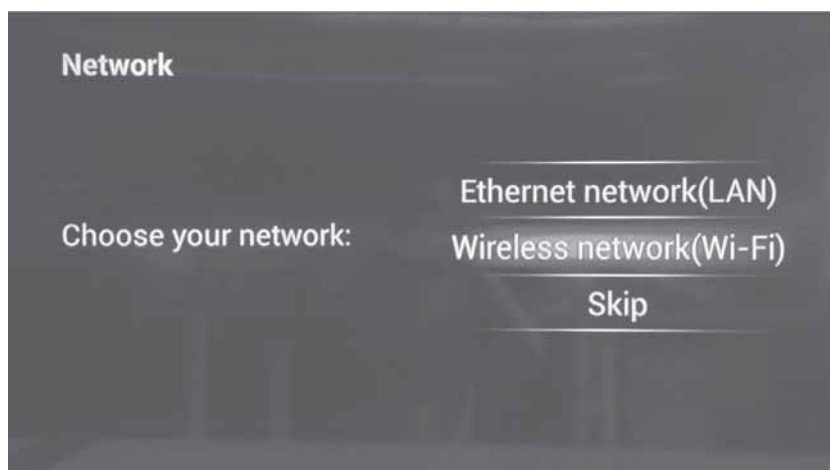 Network
Ethernet network(LAN)
Choose your network:
Wireless network(Wi-Fi)
Skip